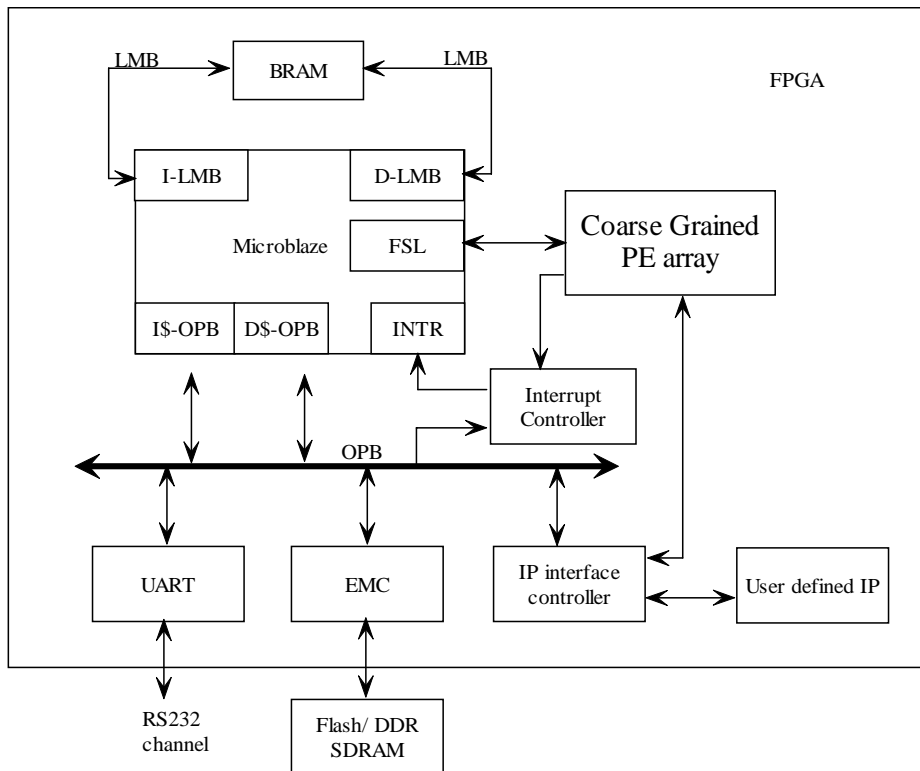 LMB
LMB
BRAM
FPGA
I-LMB
D-LMB
Microblaze
FSL
Coarse Grained
PE array
I$-OPB
D$-OPB
INTR
Interrupt
Controller
OPB
UART
EMC
IP interface
controller
User defined IP
RS232
channel
Flash/ DDR
SDRAM